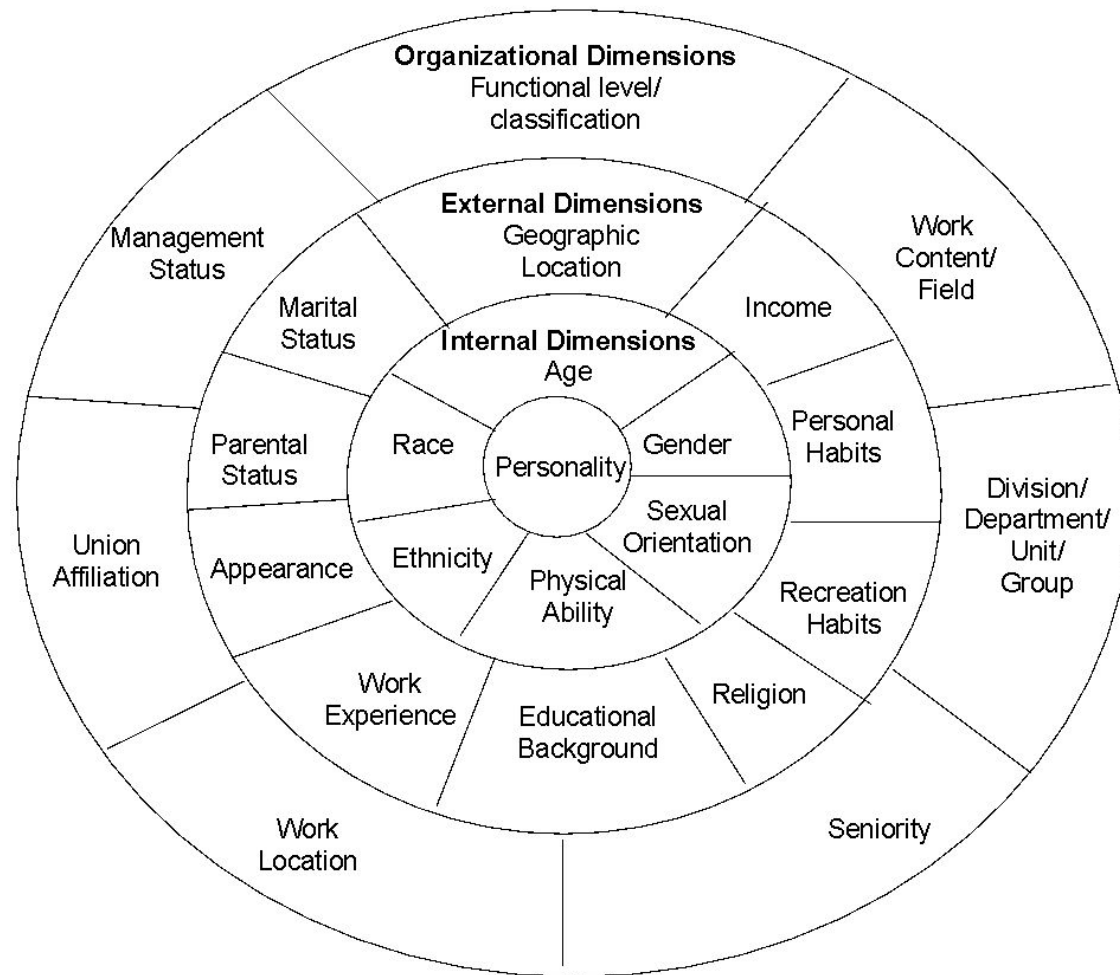 Organizational Dimensions
Functional level/
classification
Management
Status
Work
Content/
Field
Union
Affiliation
Division/
Department/
Unit/
Group
Work
Location
Seniority
External Dimensions
Geographic
Location
Marital
Status
Income
Parental
Status
Personal
Habits
Appearance
Recreation
Habits
Work
Experience
Educational
Background
Religion
Internal Dimensions
Age
Race
Gender
Ethnicity
Sexual
Orientation
Physical
Ability
Personality